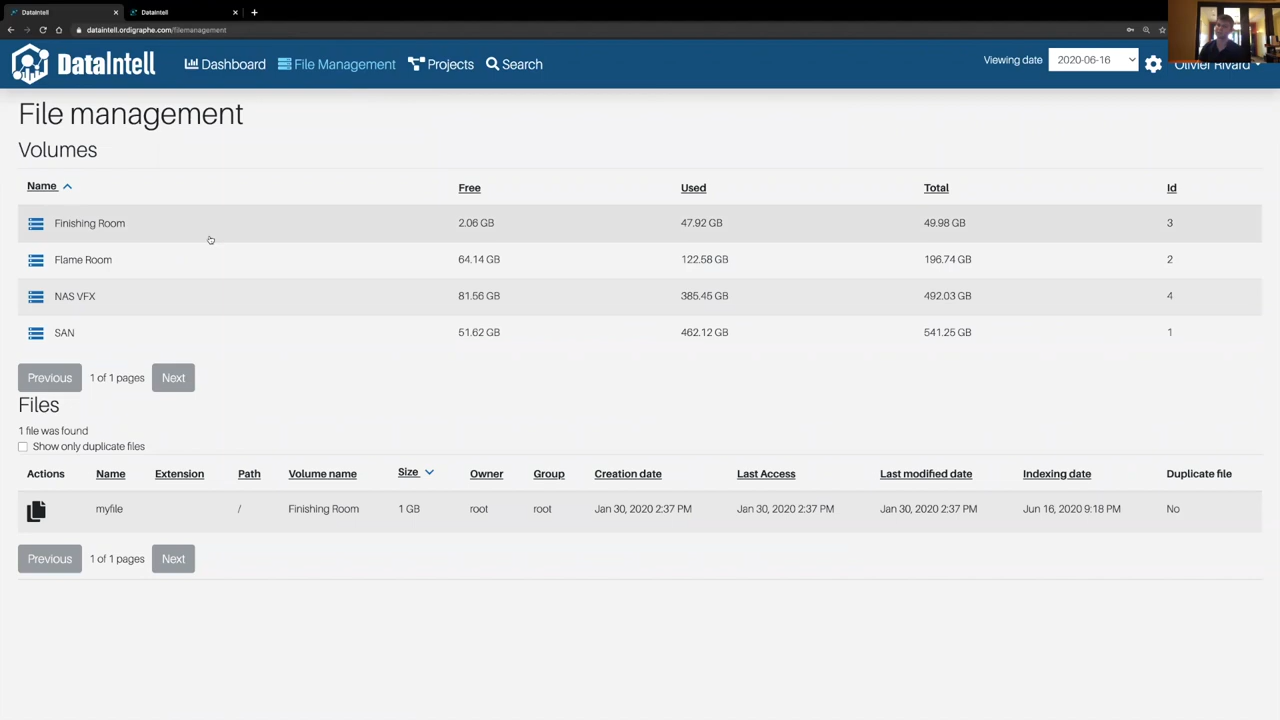 DataIntell DataIntell
dataintell.ordigraphe.com/filemanagement
DataIntell Dashboard File Management Projects Search Viewing date 2020-06-16 Olivier Rivard
File management
Volumes
Name Free Used Total Id
Finishing Room 2.06 GB 47.92 GB 49.98 GB 3
Flame Room 64.14 GB 122.58 GB 196.74 GB 2
NAS VFX 81.56 GB 385.45 GB 492.03 GB 4
SAN 51.62 GB 462.12 GB 541.25 GB 1
Previous 1 of 1 pages Next
Files
1 file was found
Show only duplicate files
Actions Name Extension Path Volume name Size Owner Group Creation date Last Access Last modified date Indexing date Duplicate file
myfile / Finishing Room 1 GB root root Jan 30, 2020 2:37 PM Jan 30, 2020 2:37 PM Jan 30, 2020 2:37 PM Jun 16, 2020 9:18 PM No
Previous 1 of 1 pages Next